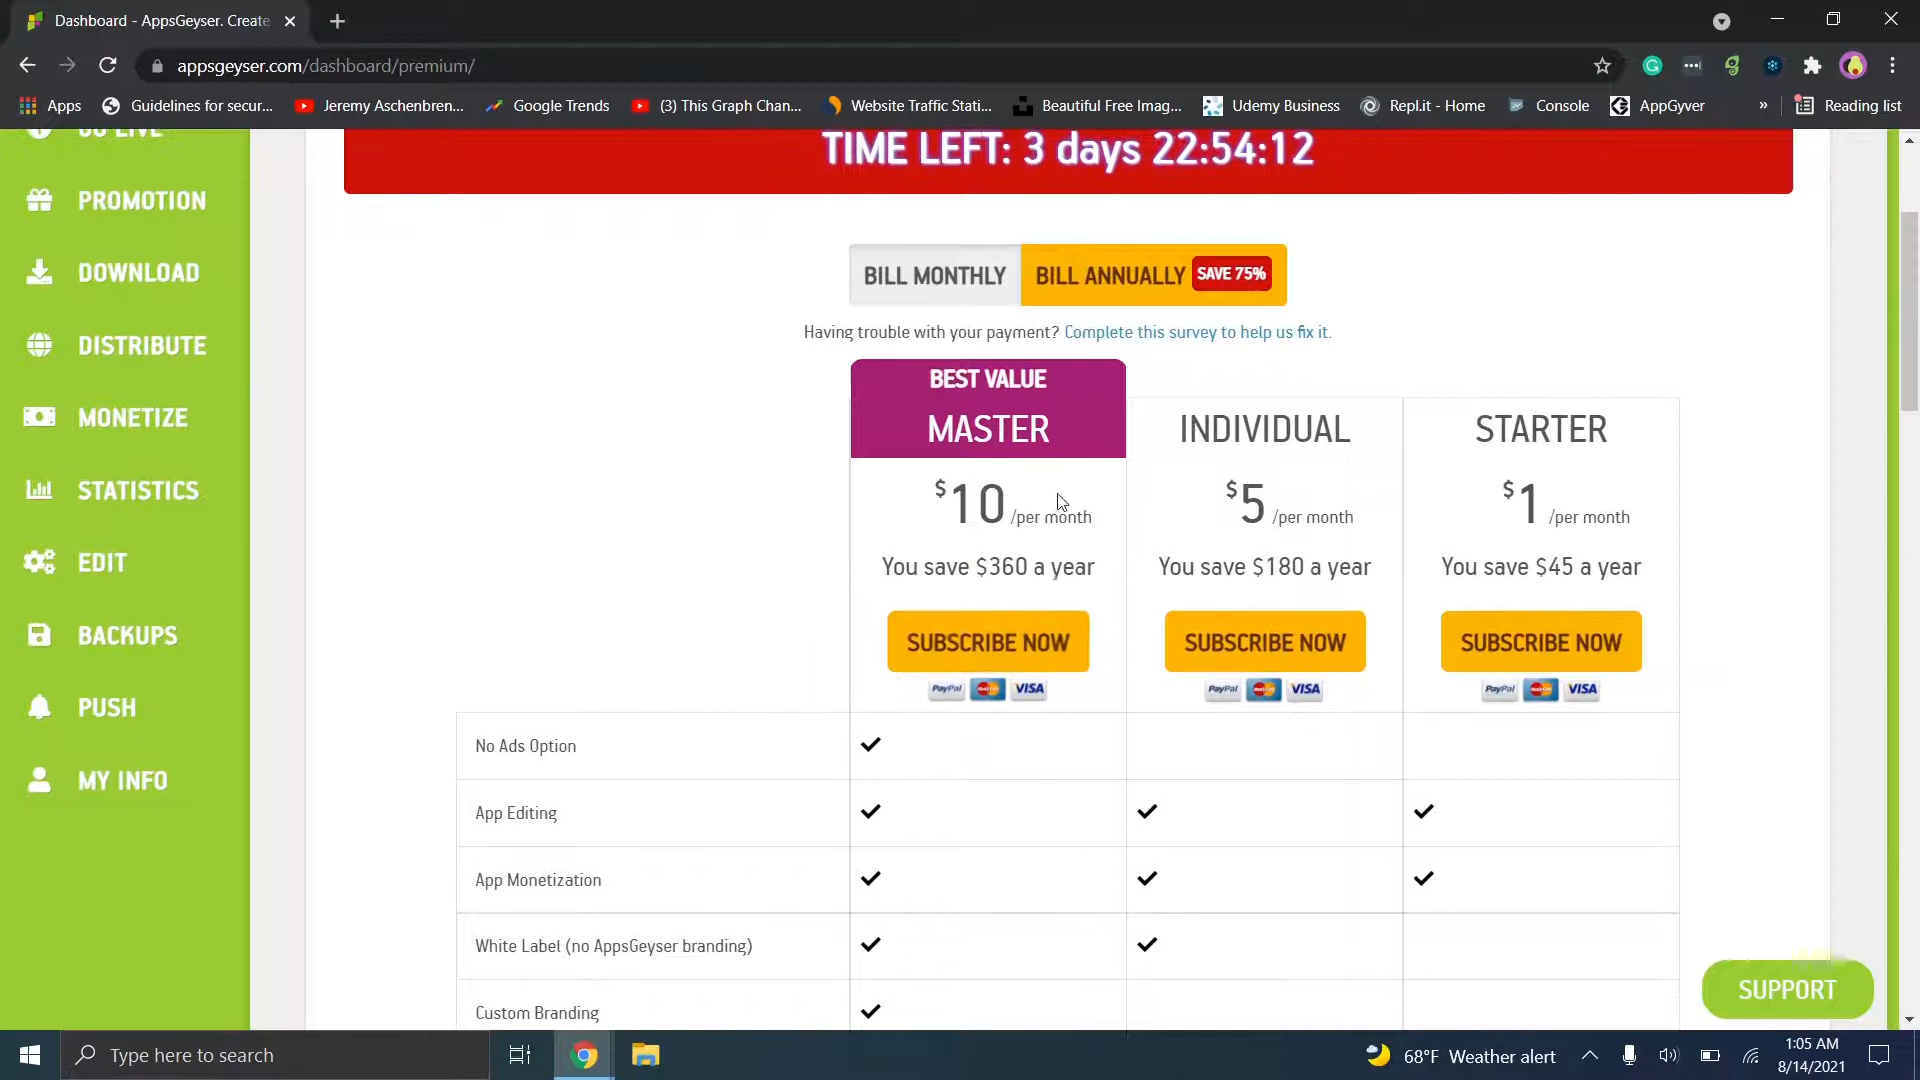 Dashboard - AppsGeyser. Create
appsgeyser.com/dashboard/premium/
Apps
Guidelines for secur...
Jeremy Aschenbren...
Google Trends
(3) This Graph Chan...
Website Traffic Stati...
Beautiful Free Imag...
Udemy Business
Repl.it - Home
Console
AppGyver
»
Reading list
GO LIVE
PROMOTION
DOWNLOAD
DISTRIBUTE
MONETIZE
STATISTICS
EDIT
BACKUPS
PUSH
MY INFO
TIME LEFT: 3 days 22:54:12
BILL MONTHLY
BILL ANNUALLY SAVE 75%
Having trouble with your payment? Complete this survey to help us fix it.
BEST VALUE
MASTER
INDIVIDUAL
STARTER
$10 /per month
$5 /per month
$1 /per month
You save $360 a year
You save $180 a year
You save $45 a year
SUBSCRIBE NOW
SUBSCRIBE NOW
SUBSCRIBE NOW
PayPal MasterCard VISA
PayPal MasterCard VISA
PayPal MasterCard VISA
No Ads Option
App Editing
App Monetization
White Label (no AppsGeyser branding)
Custom Branding
SUPPORT
Type here to search
68°F Weather alert
1:05 AM
8/14/2021